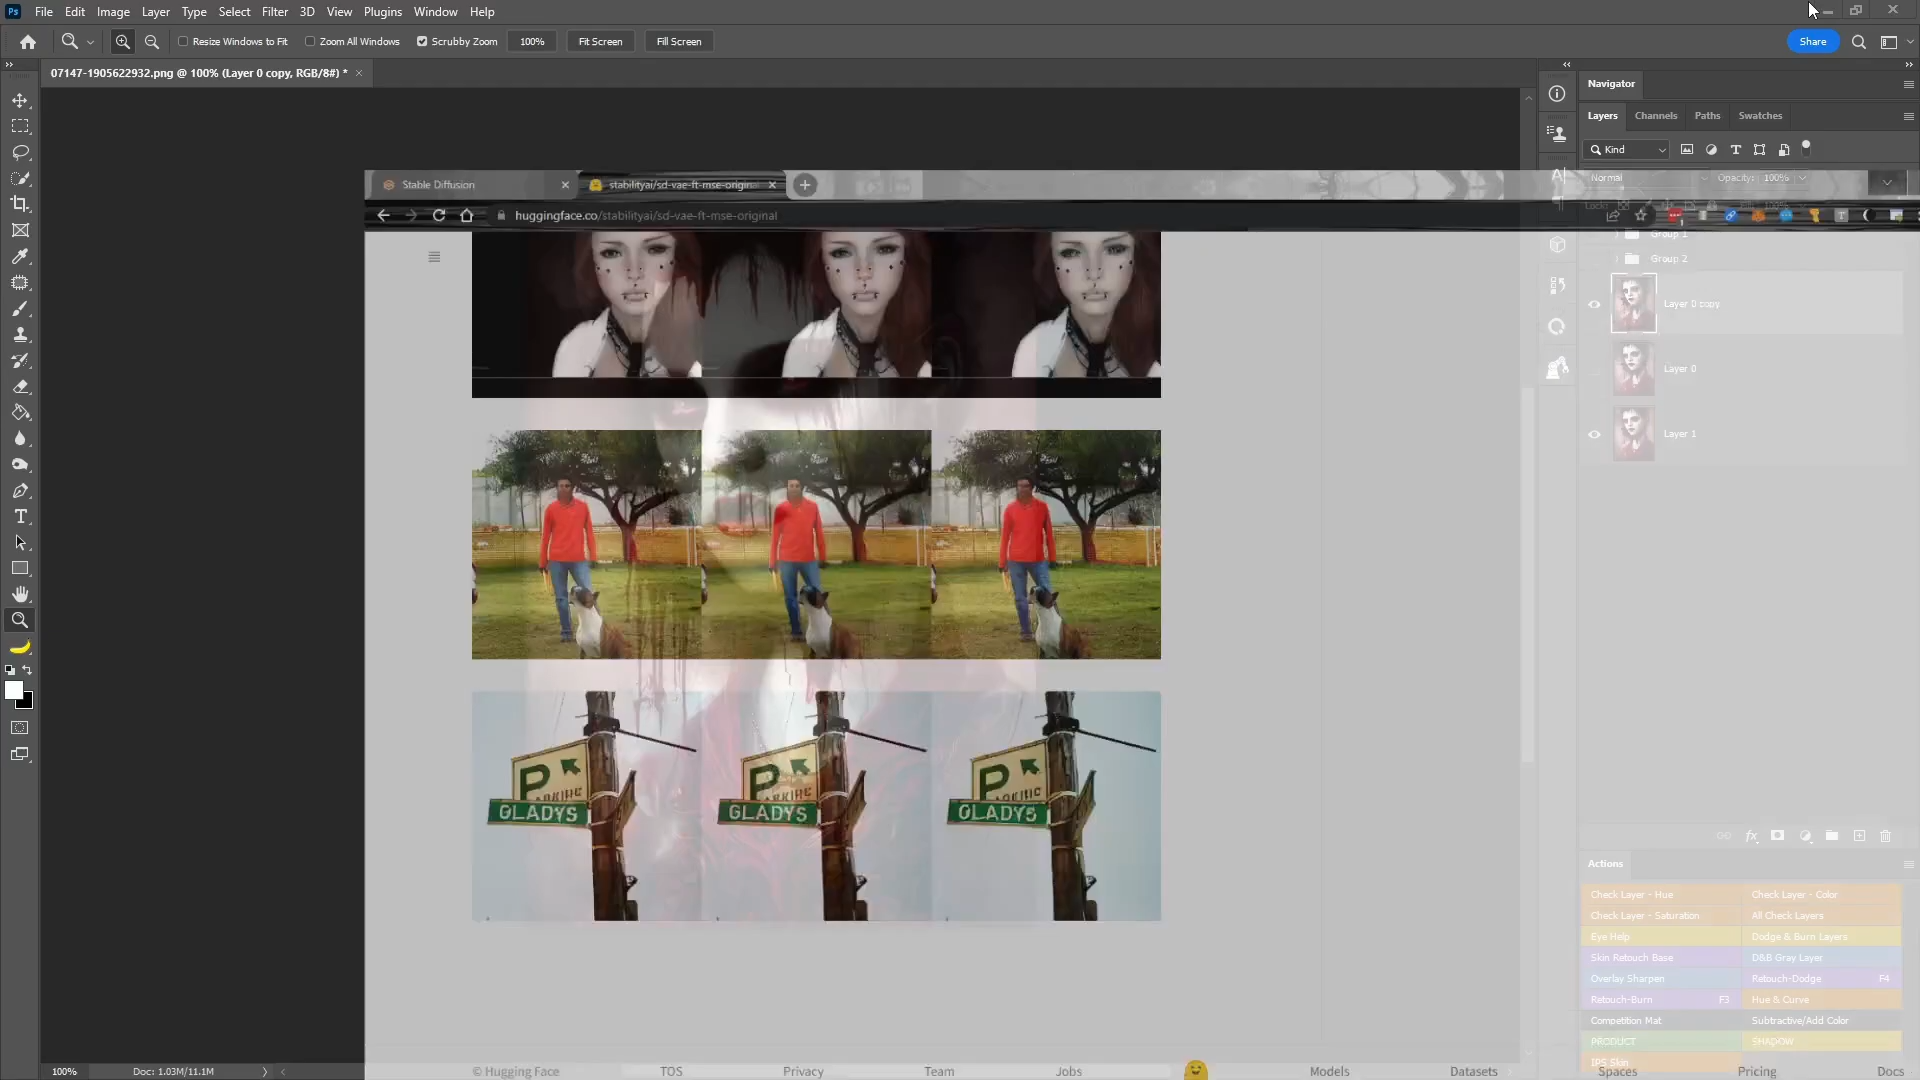 Ps File Edit Image Layer Type Select Filter 3D View Plugins Window Help
Resize Windows to Fit Zoom All Windows Scrubby Zoom 100% Fit Screen Fill Screen Share
07147-1905622932.png @ 100% (Layer 0 copy, RGB/8#) *
Navigator
Layers Channels Paths Swatches
Kind
Normal Opacity: 100%
Lock:
Stable Diffusion stabilityai/sd-vae-ft-mse-original
huggingface.co/stabilityai/sd-vae-ft-mse-original
Group 1
Group 2
Layer 0 copy
Layer 0
Layer 1
P P P
PARKING PARKING PARKING
GLADYS GLADYS GLADYS
Actions
Check Layer - Hue Check Layer - Color
Check Layer - Saturation All Check Layers
Eye Help Dodge & Burn Layers
Skin Retouch Base D&B Gray Layer
Overlay Sharpen Retouch-Dodge F4
Retouch-Burn F3 Hue & Curve
Competition Mat Subtractive/Add Color
PRODUCT SHADOW
IPS Skin
100% Doc: 1.03M/11.1M
© Hugging Face TOS Privacy Team Jobs Models Datasets Spaces Pricing Docs